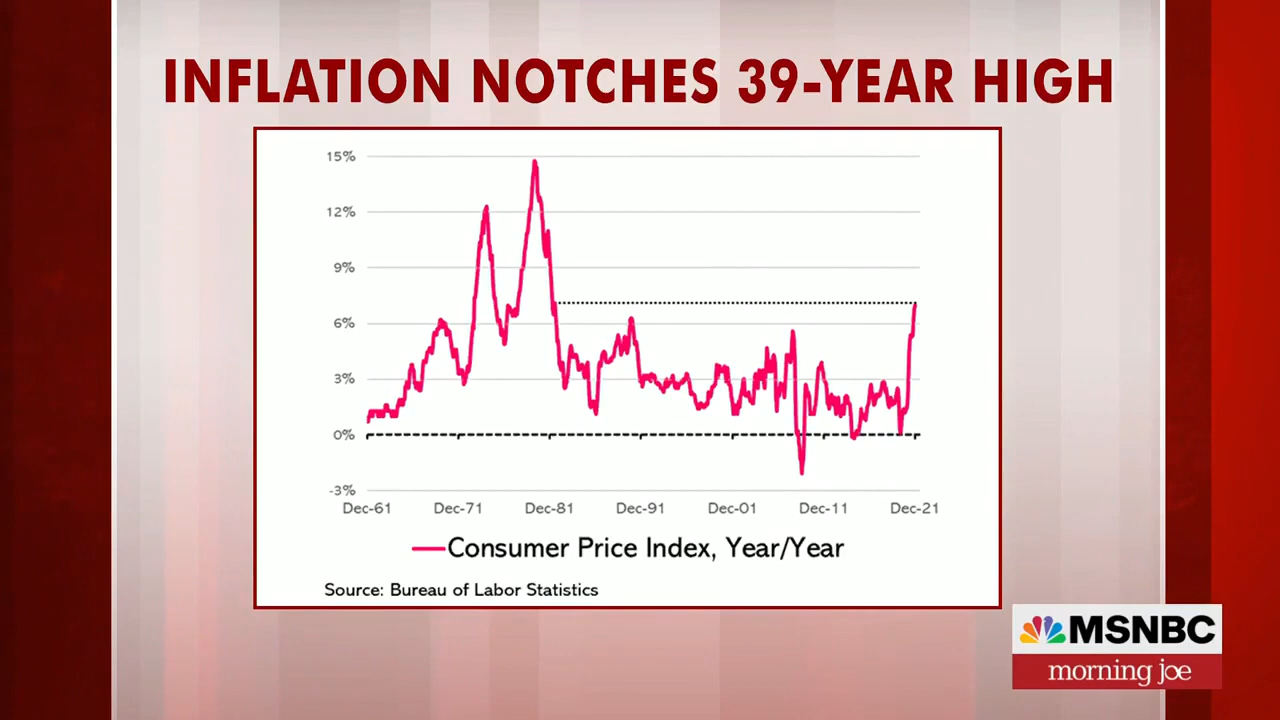 INFLATION NOTCHES 39-YEAR HIGH
15%
12%
9%
6%
3%
0%
-3%
Dec-61 Dec-71 Dec-81 Dec-91 Dec-01 Dec-11 Dec-21
Consumer Price Index, Year/Year
Source: Bureau of Labor Statistics
MSNBC
morning joe